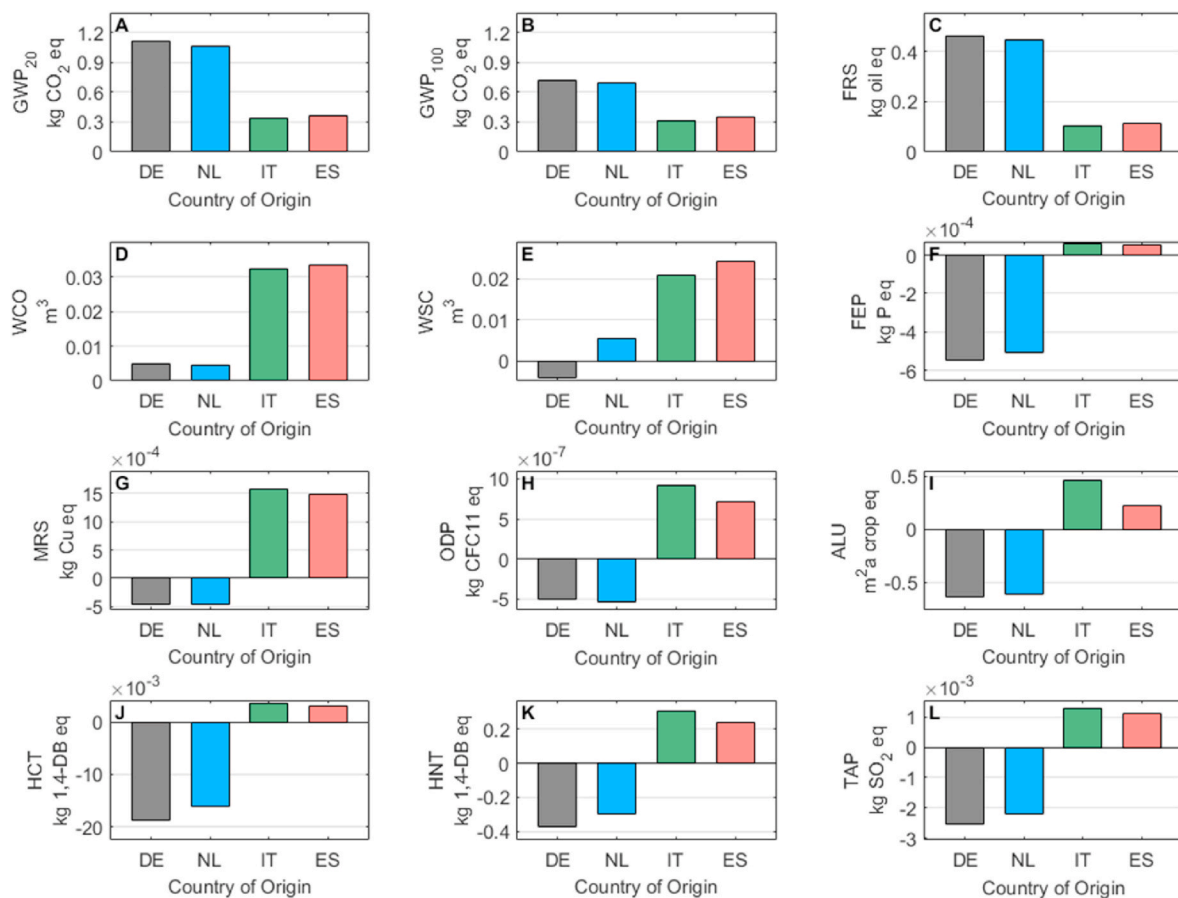 A
GWP20
kg CO2 eq
1.2
0.9
0.6
0.3
0
DE NL IT ES
Country of Origin
B
GWP100
kg CO2 eq
1.2
0.9
0.6
0.3
0
DE NL IT ES
Country of Origin
C
FRS
kg oil eq
0.4
0.2
0
DE NL IT ES
Country of Origin
D
WCO
m3
0.03
0.02
0.01
0
DE NL IT ES
Country of Origin
E
WSC
m3
0.02
0.01
0
DE NL IT ES
Country of Origin
×10-4
F
FEP
kg P eq
0
-2
-4
-6
DE NL IT ES
Country of Origin
×10-4
G
MRS
kg Cu eq
15
10
5
0
-5
DE NL IT ES
Country of Origin
×10-7
H
ODP
kg CFC11 eq
10
5
0
-5
DE NL IT ES
Country of Origin
I
ALU
m2a crop eq
0.5
0
-0.5
DE NL IT ES
Country of Origin
×10-3
J
HCT
kg 1,4-DB eq
0
-10
-20
DE NL IT ES
Country of Origin
K
HNT
kg 1,4-DB eq
0.2
0
-0.2
-0.4
DE NL IT ES
Country of Origin
×10-3
L
TAP
kg SO2 eq
1
0
-1
-2
-3
DE NL IT ES
Country of Origin